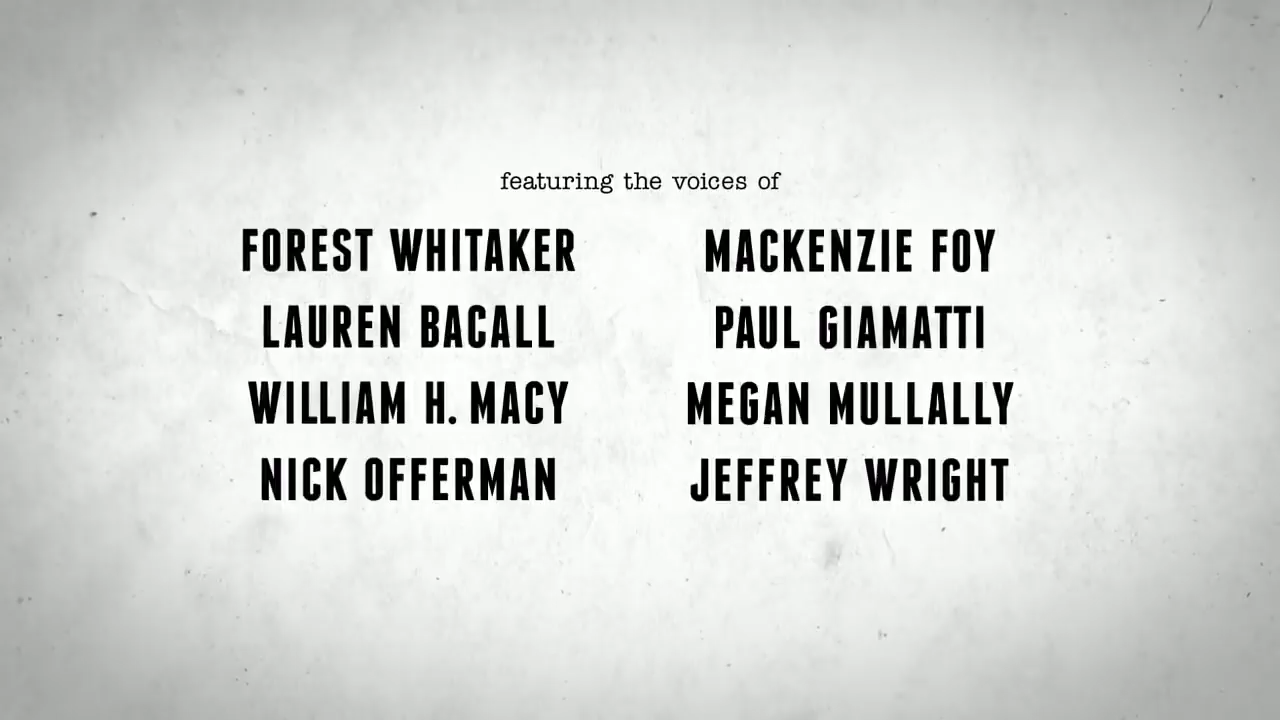 featuring the voices of
FOREST WHITAKER
LAUREN BACALL
WILLIAM H. MACY
NICK OFFERMAN
MACKENZIE FOY
PAUL GIAMATTI
MEGAN MULLALLY
JEFFREY WRIGHT